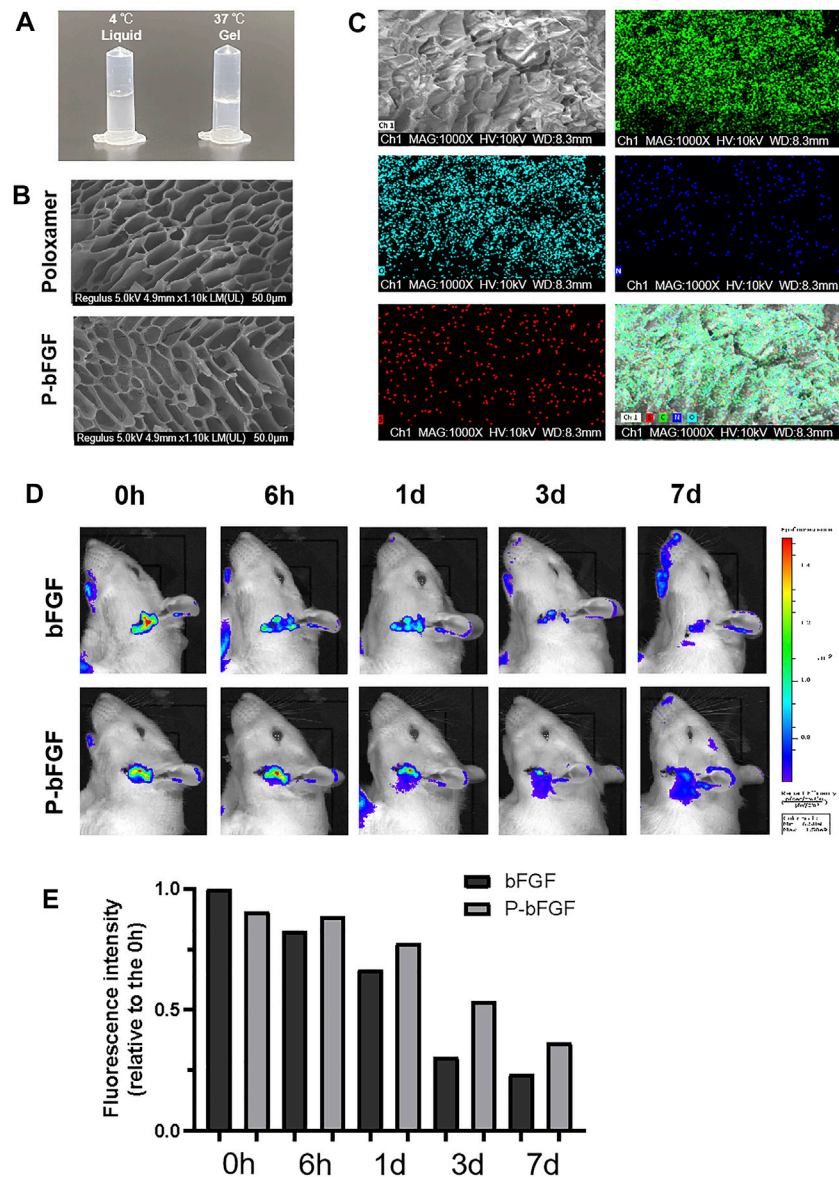 A
4 ℃
Liquid
37 ℃
Gel
B
Poloxamer
Regulus 5.0kV 4.9mm x1.10k LM(UL) 50.0µm
P-bFGF
Regulus 5.0kV 4.9mm x1.10k LM(UL) 50.0µm
C
Ch 1
Ch1 MAG:1000X HV:10kV WD:8.3mm
Ch1 MAG:1000X HV:10kV WD:8.3mm
O
Ch1 MAG:1000X HV:10kV WD:8.3mm
N
Ch1 MAG:1000X HV:10kV WD:8.3mm
Ch1 MAG:1000X HV:10kV WD:8.3mm
Ch 1 S C N O
Ch1 MAG:1000X HV:10kV WD:8.3mm
D
0h 6h 1d 3d 7d
bFGF
P-bFGF
1.4
1.2
1.0
0.8
E
Fluorescence intensity
(relative to the 0h)
1.0
0.5
0.0
bFGF
P-bFGF
0h 6h 1d 3d 7d